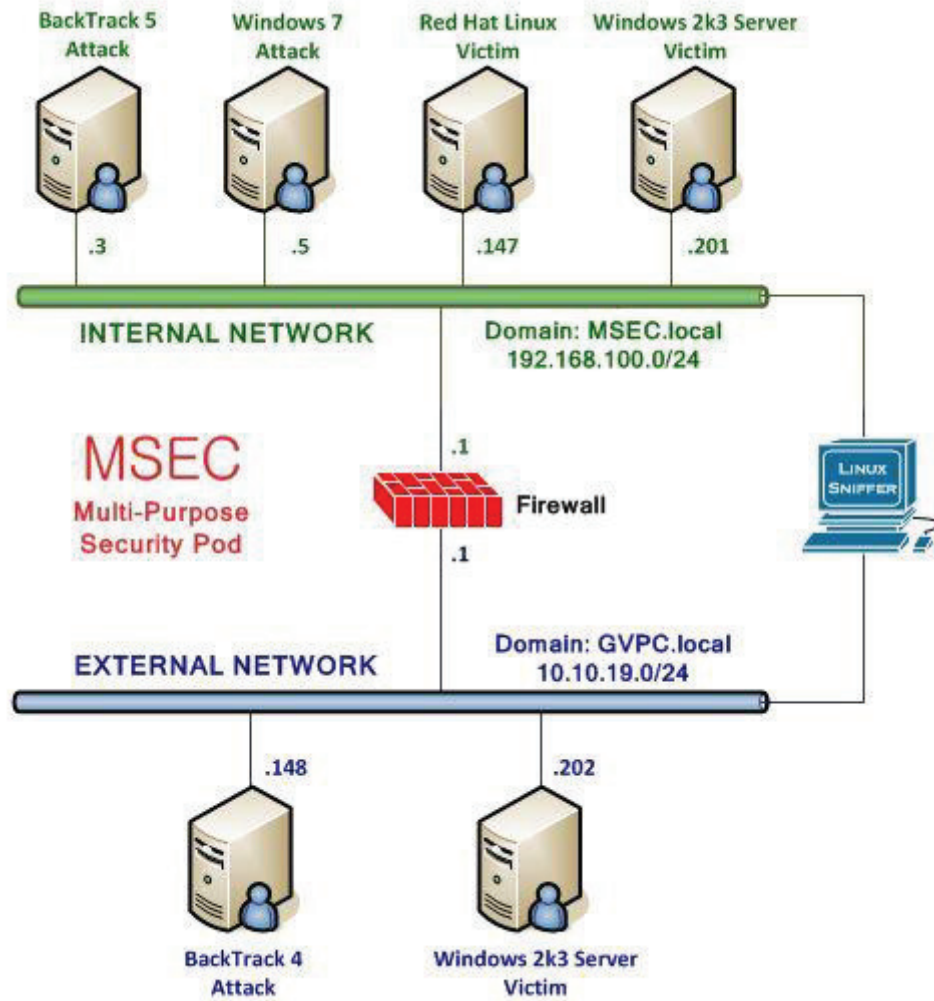 BackTrack 5
Attack
Windows 7
Attack
Red Hat Linux
Victim
Windows 2k3 Server
Victim
.3
.5
.147
.201
INTERNAL NETWORK
Domain: MSEC.local
192.168.100.0/24
MSEC
Multi-Purpose
Security Pod
.1
Firewall
.1
LINUX
SNIFFER
EXTERNAL NETWORK
Domain: GVPC.local
10.10.19.0/24
.148
.202
BackTrack 4
Attack
Windows 2k3 Server
Victim